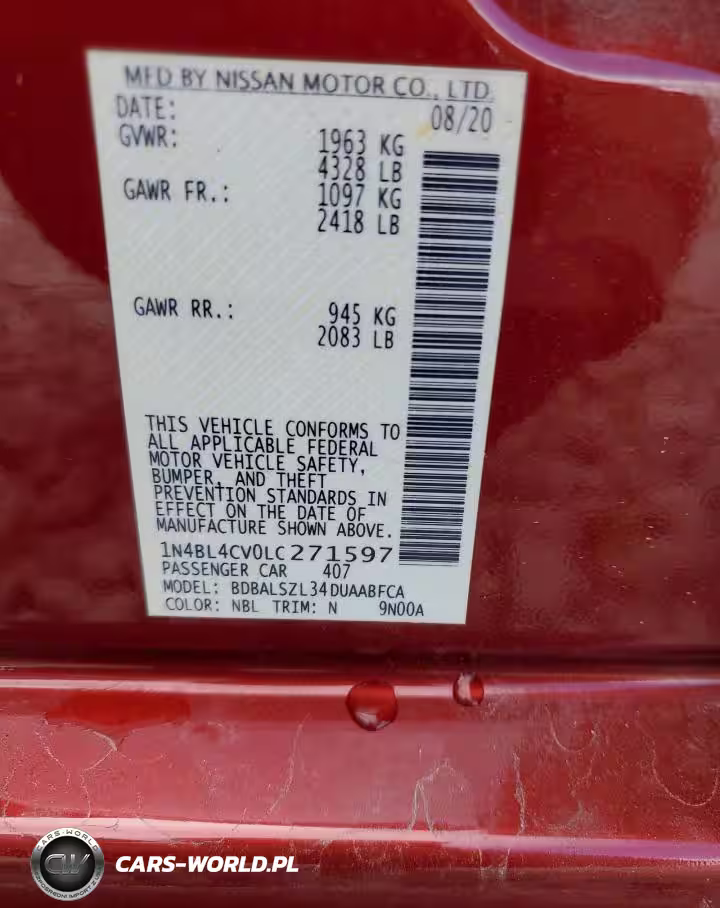 MFD BY NISSAN MOTOR CO., LTD.
DATE: 08/20
GVWR: 1963 KG
4328 LB
GAWR FR.: 1097 KG
2418 LB
GAWR RR.: 945 KG
2083 LB
THIS VEHICLE CONFORMS TO
ALL APPLICABLE FEDERAL
MOTOR VEHICLE SAFETY,
BUMPER, AND THEFT
PREVENTION STANDARDS IN
EFFECT ON THE DATE OF
MANUFACTURE SHOWN ABOVE.
1N4BL4CV0LC271597
PASSENGER CAR 407
MODEL: BDBALSZL34DUAABFCA
COLOR: NBL TRIM: N 9N00A
CARS-WORLD
CW
CARS-WORLD.PL